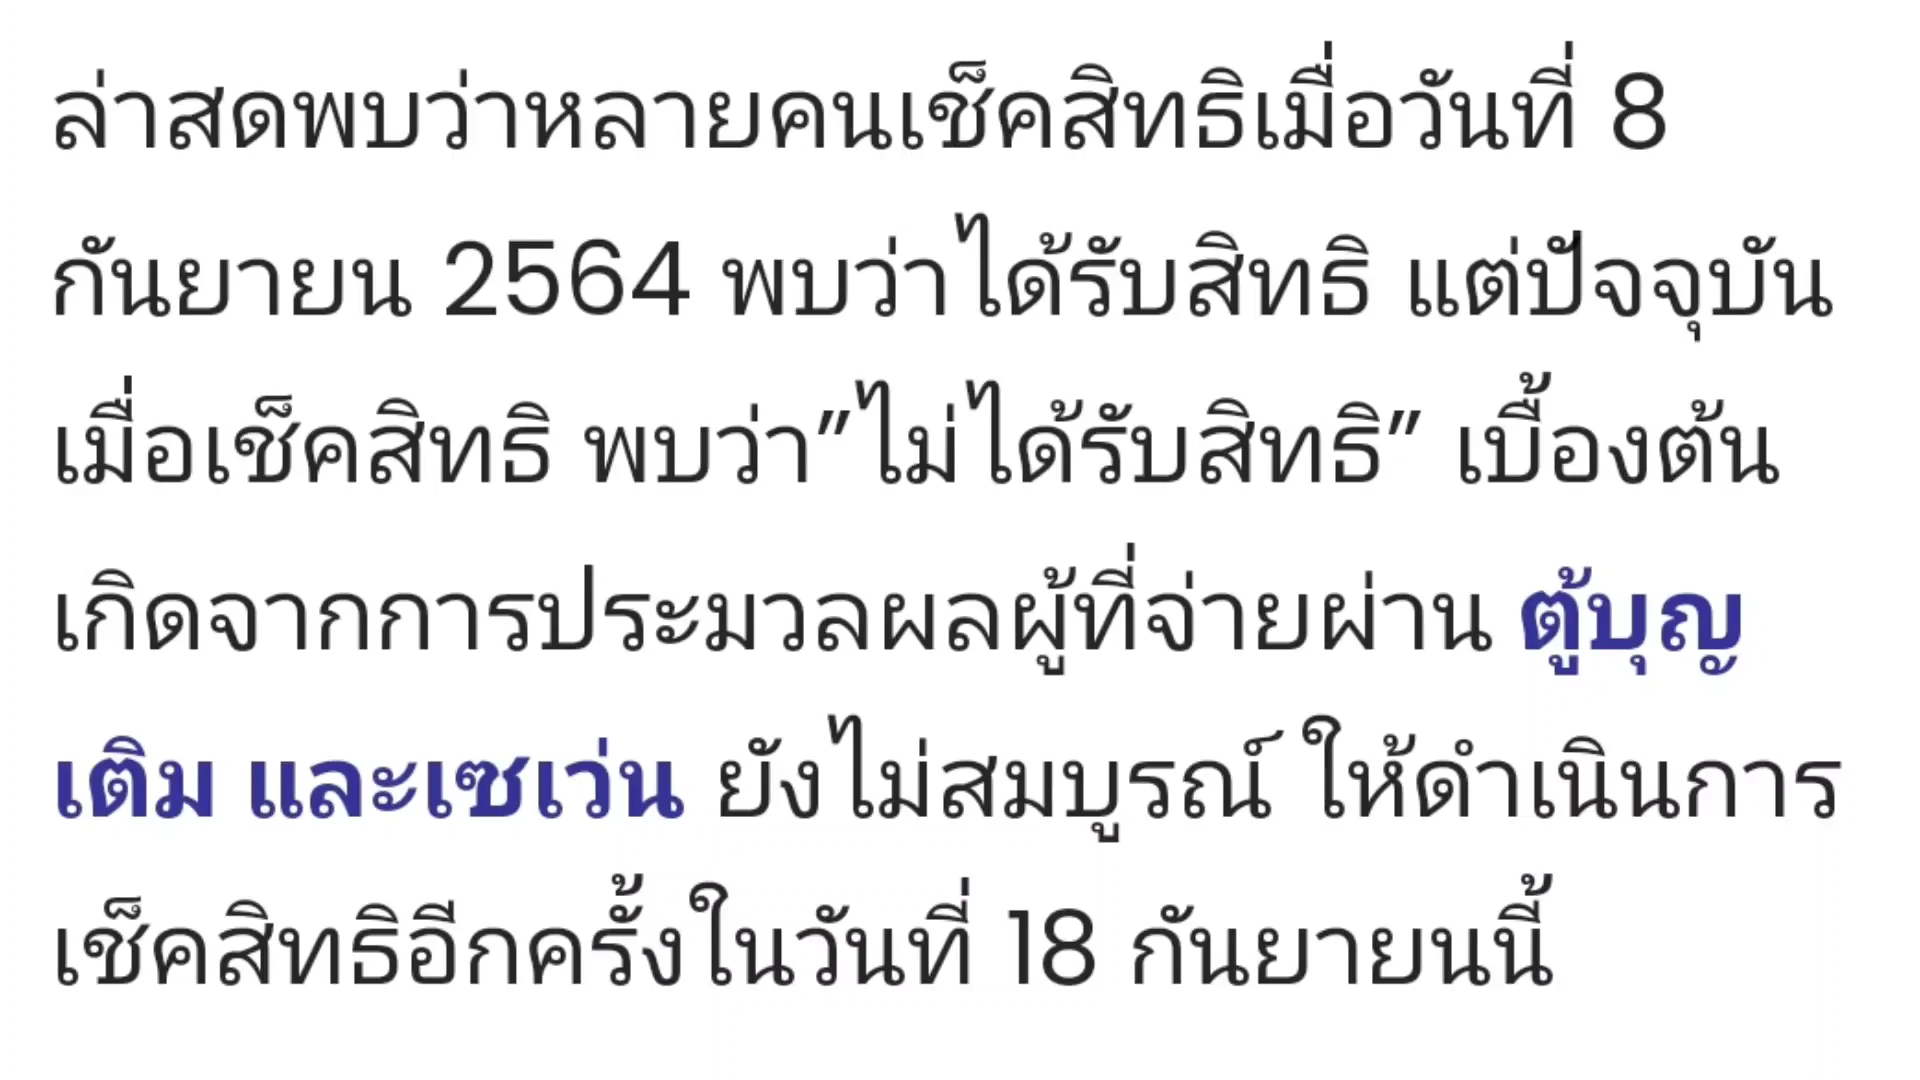 ล่าสดพบว่าหลายคนเช็คสิทธิเมื่อวันที่ 8
กันยายน 2564 พบว่าได้รับสิทธิ แต่ปัจจุบัน
เมื่อเช็คสิทธิ พบว่า"ไม่ได้รับสิทธิ" เบื้องต้น
เกิดจากการประมวลผลผู้ที่จ่ายผ่าน ตู้บุญ
เติม และเซเว่น ยังไม่สมบูรณ์ ให้ดำเนินการ
เช็คสิทธิอีกครั้งในวันที่ 18 กันยายนนี้